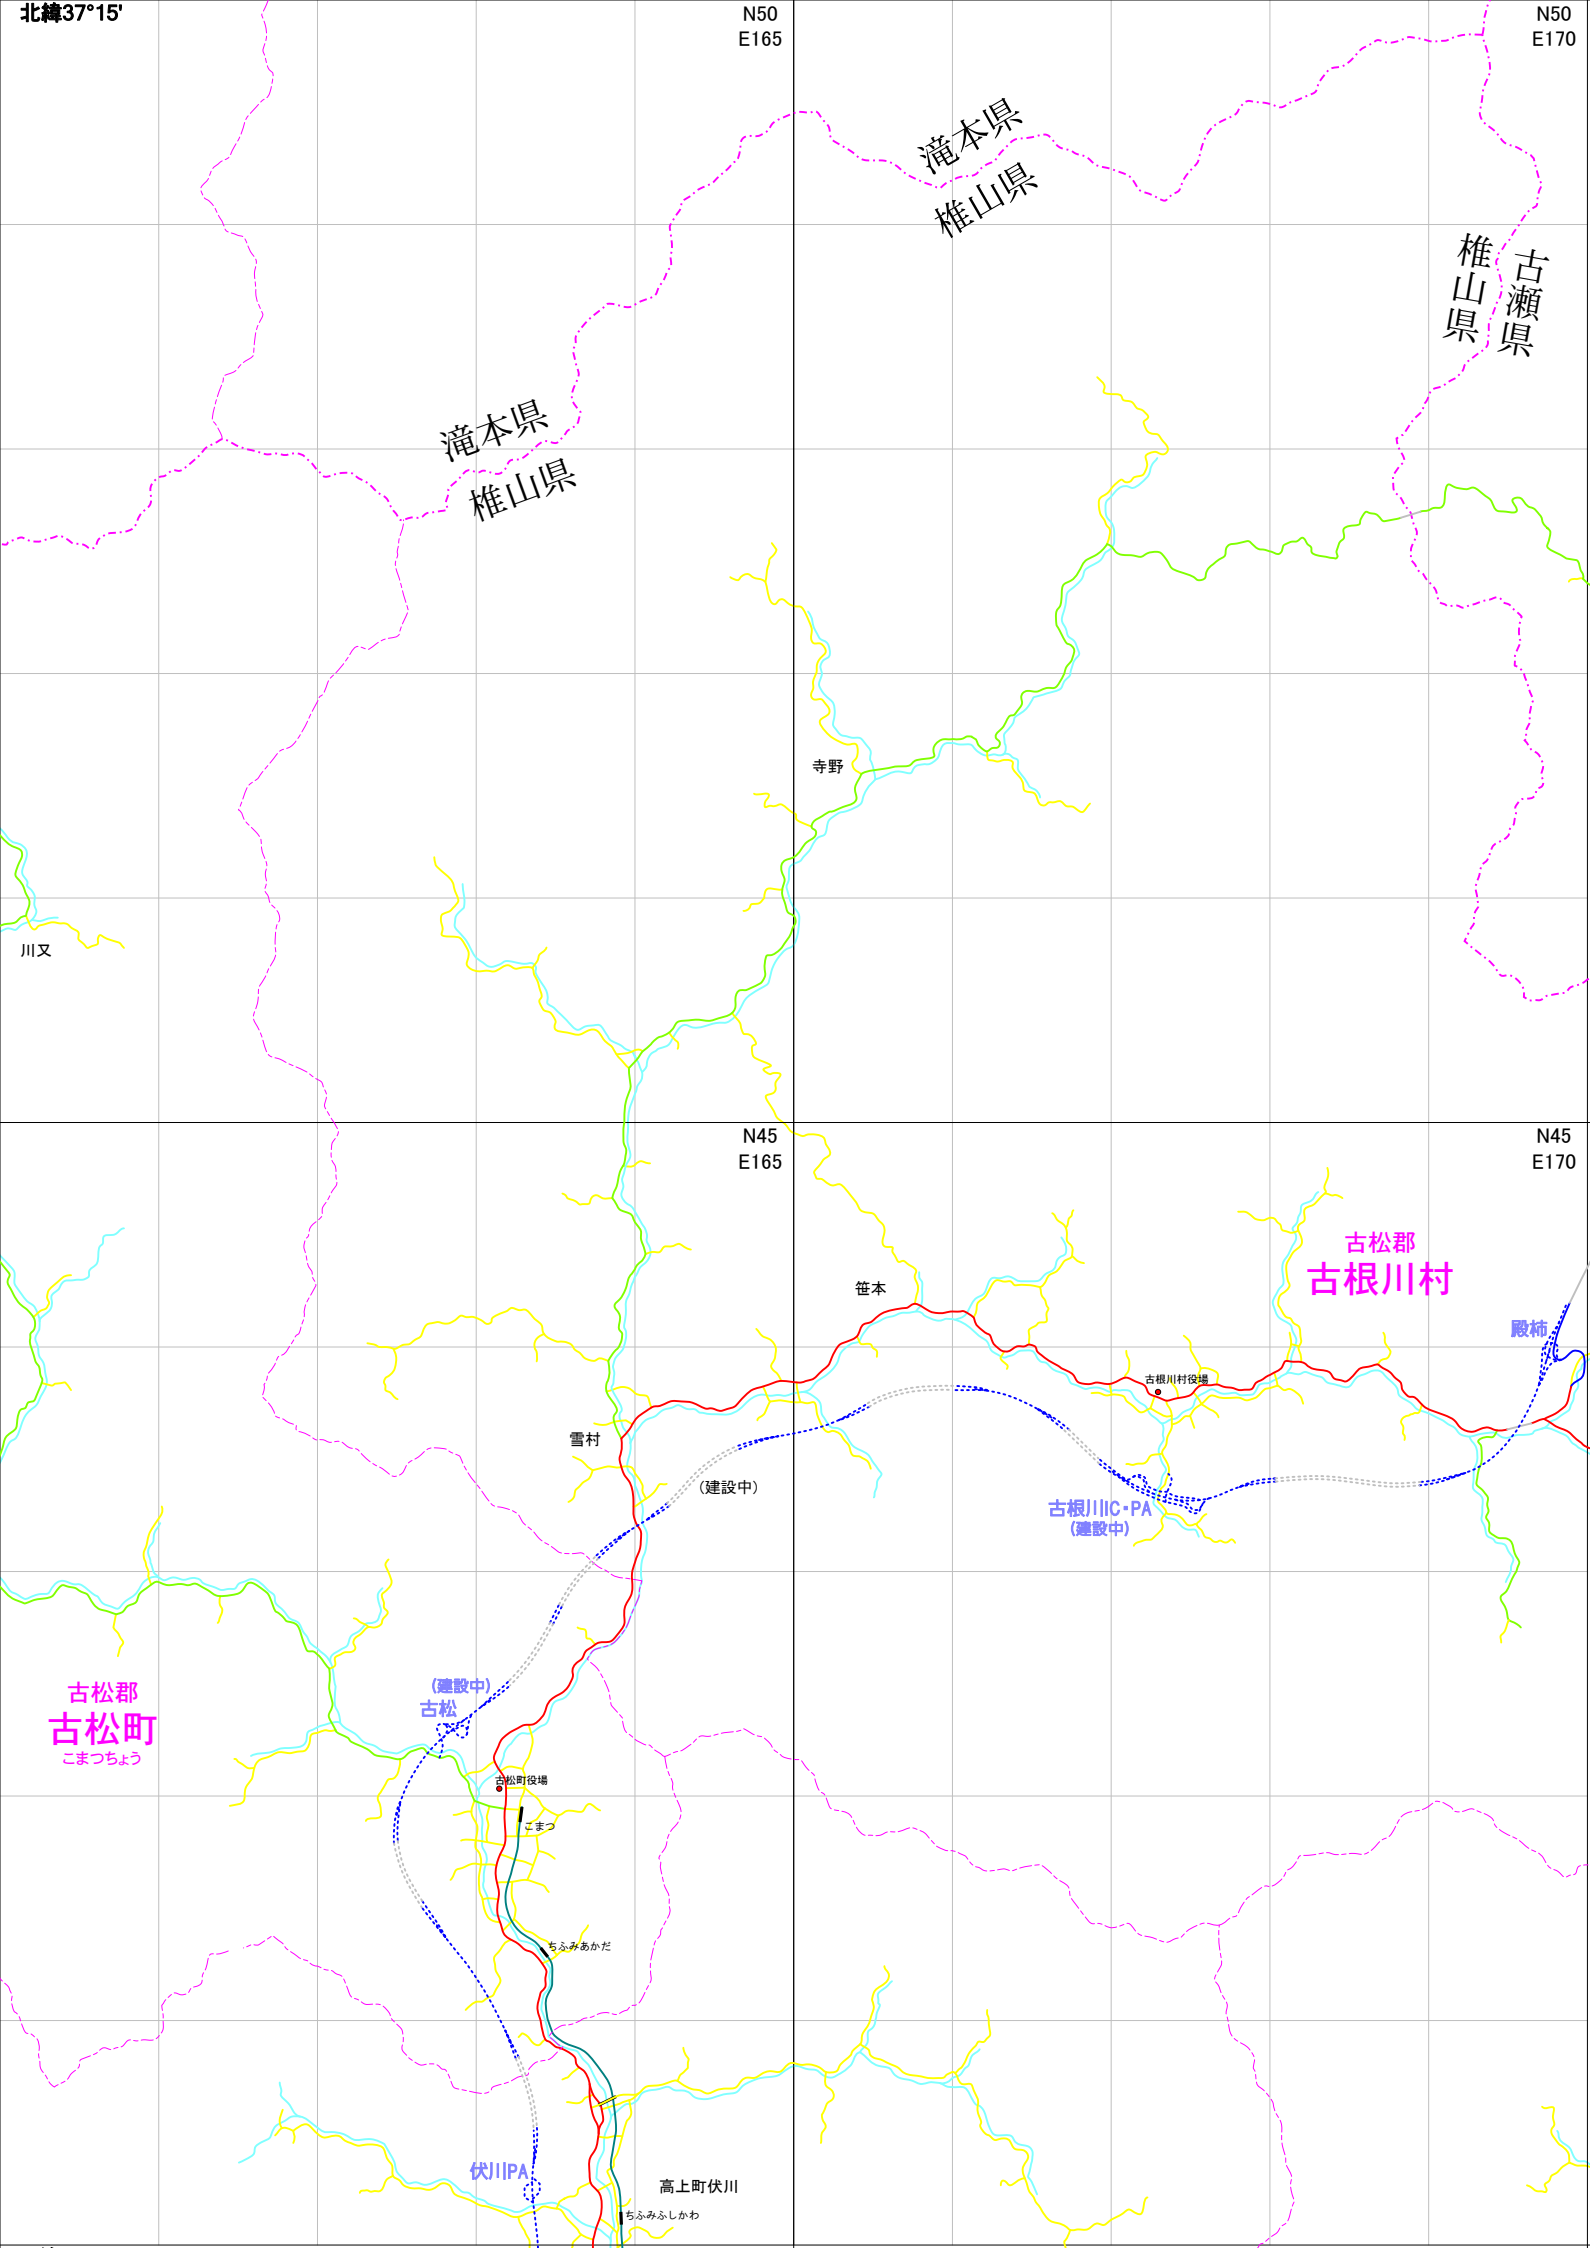 北緯37°15'
N50
E165
N50
E170
滝本県
椎山県
椎山県
古瀬県
滝本県
椎山県
寺野
川又
N45
E165
N45
E170
古松郡
古根川村
笹本
殿柿
古根川村役場
雪村
(建設中)
古根川IC・PA
(建設中)
(建設中)
古松
古松郡
古松町
こまつちょう
古松町役場
こまつ
ちふみあかだ
伏川PA
高上町伏川
ちふみふしかわ